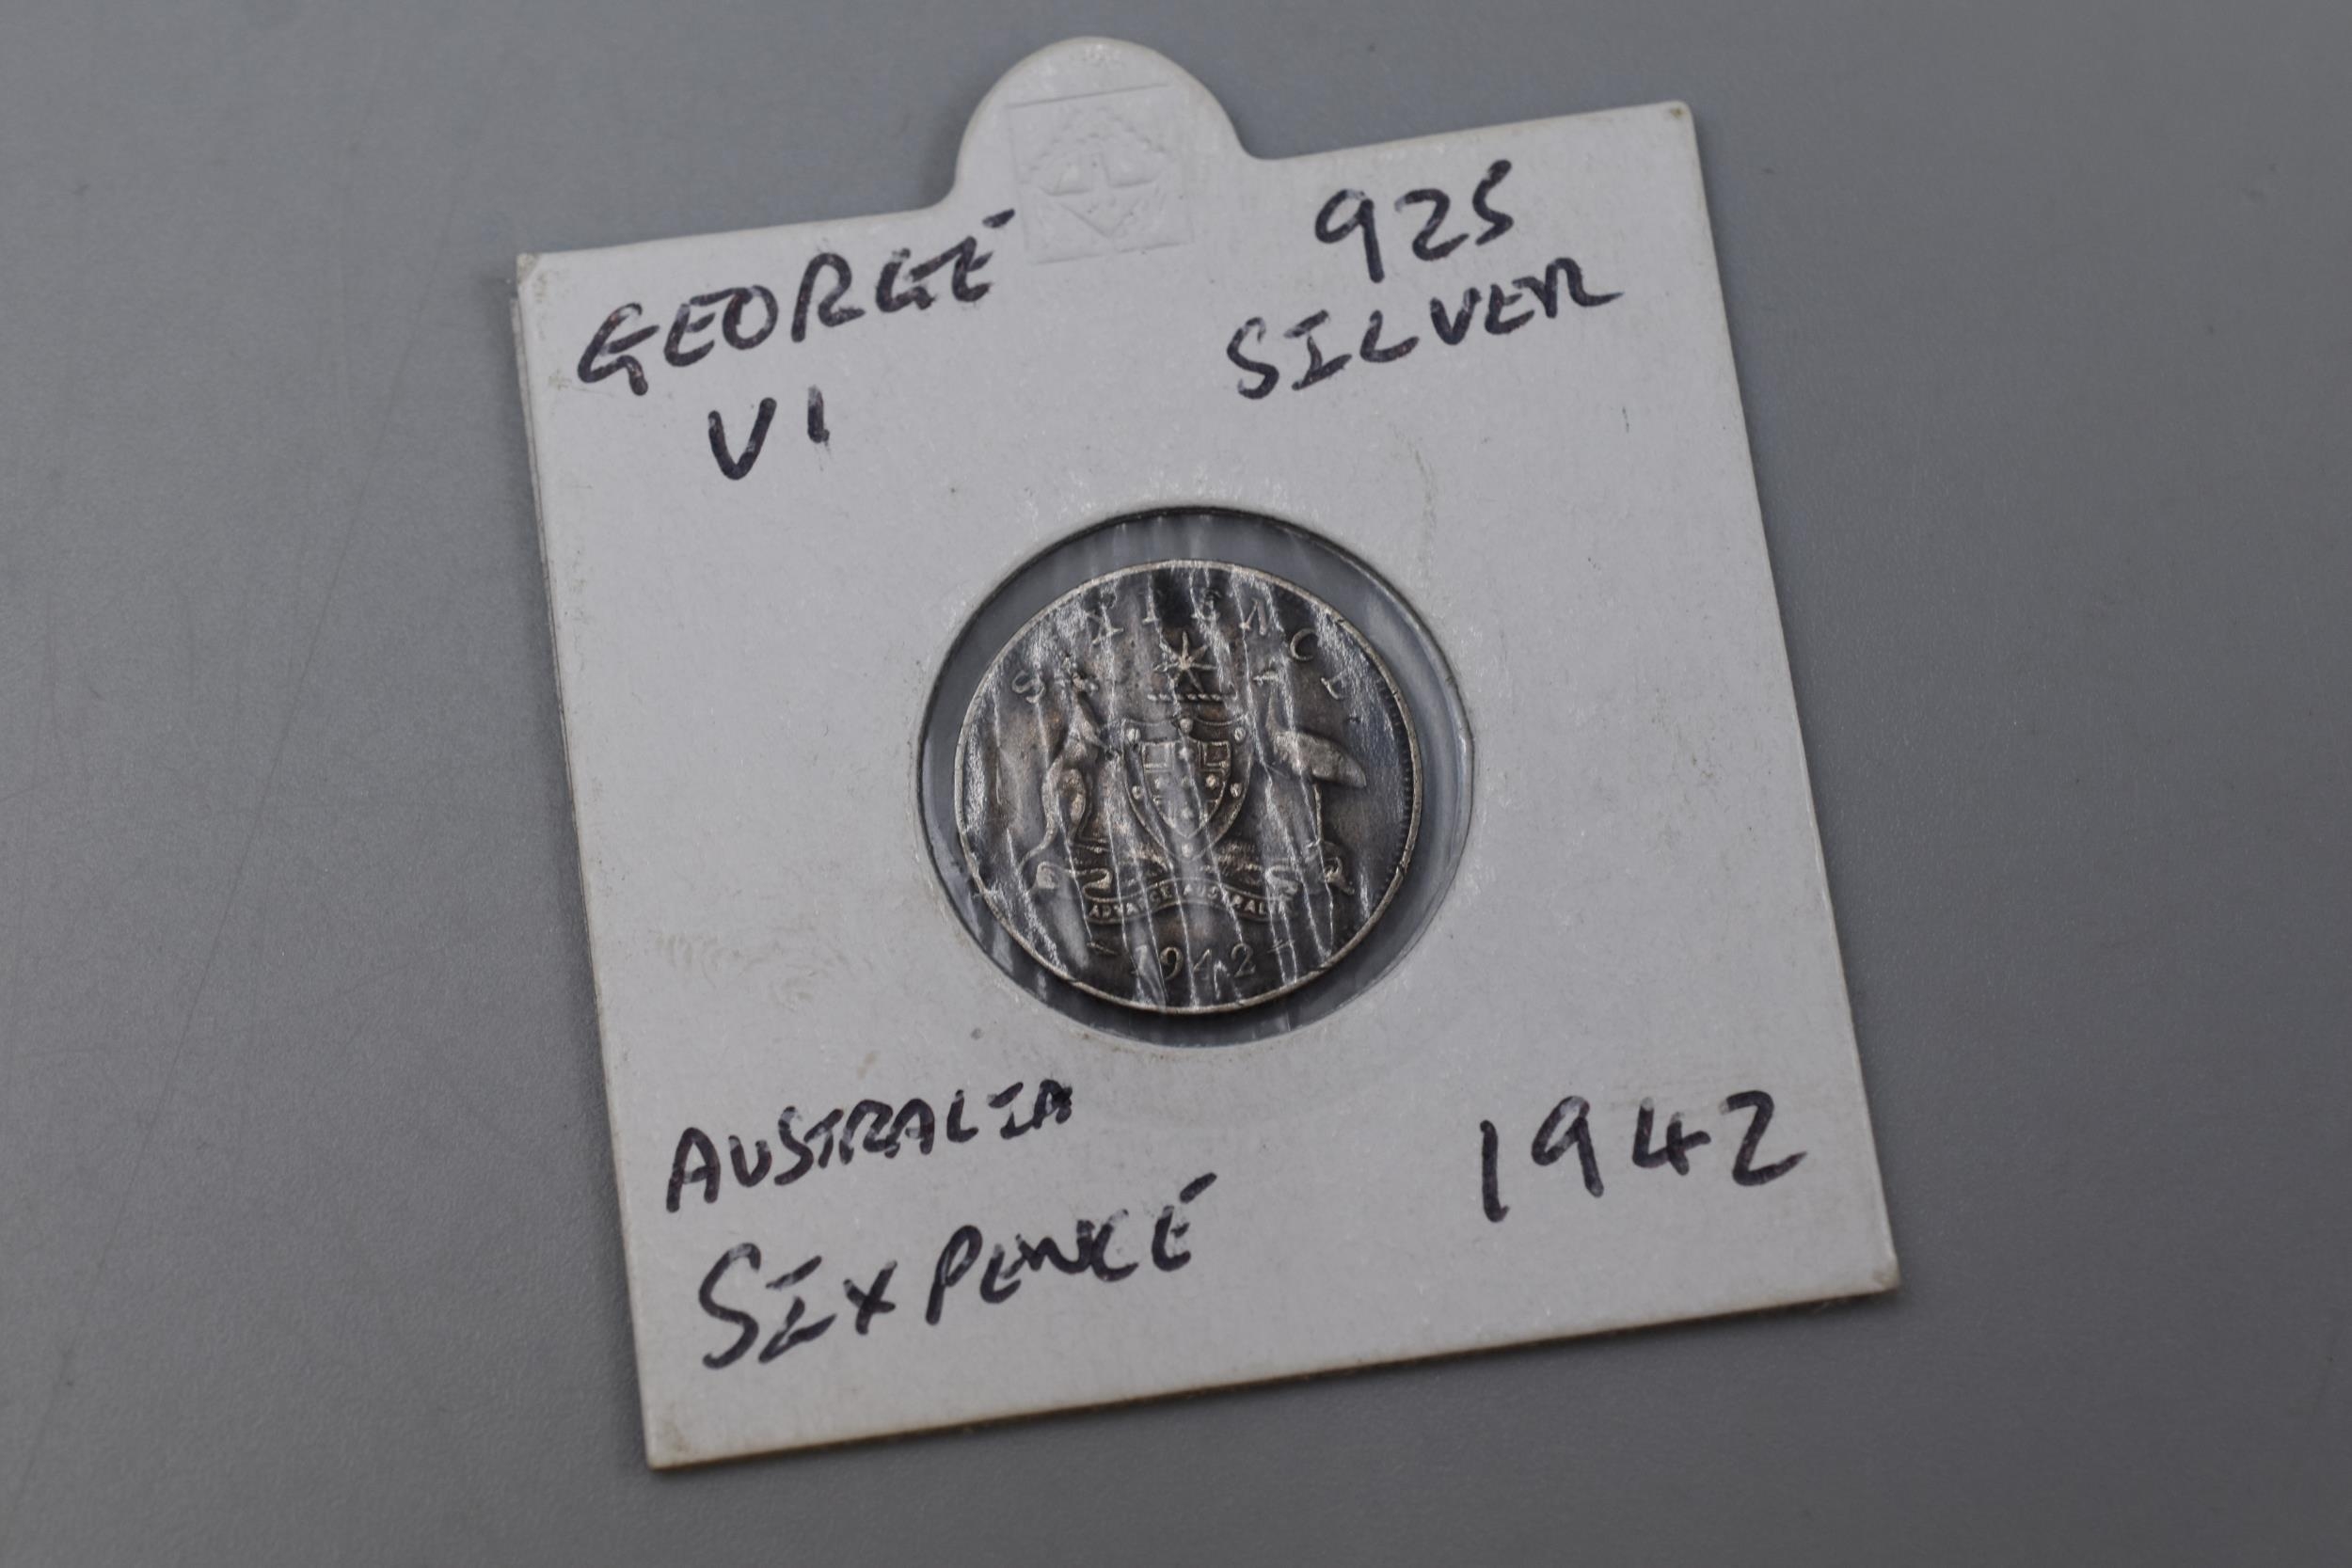 GEORGE
VI
925
SILVER
SIXPENCE
ADVANCE AUSTRALIA
1942
AUSTRALIA
SIXPENCE
1942